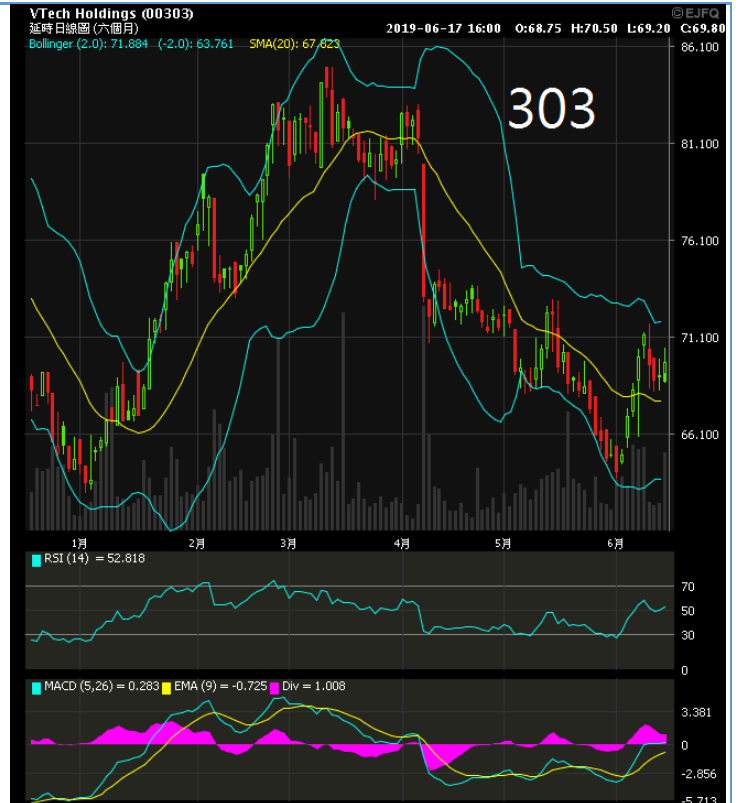 VTech Holdings (00303) ©EJFQ
延時日線圖 (六個月) 2019-06-17 16:00 O:68.75 H:70.50 L:69.20 C:69.80
Bollinger (2.0): 71.884 (-2.0): 63.761 SMA(20): 67.823
86.100
303
81.100
76.100
71.100
66.100
1月 2月 3月 4月 5月 6月
RSI (14) = 52.818
70
50
30
0
MACD (5,26) = 0.283 EMA (9) = -0.725 Div = 1.008
3.381
0
-2.856
-5.713